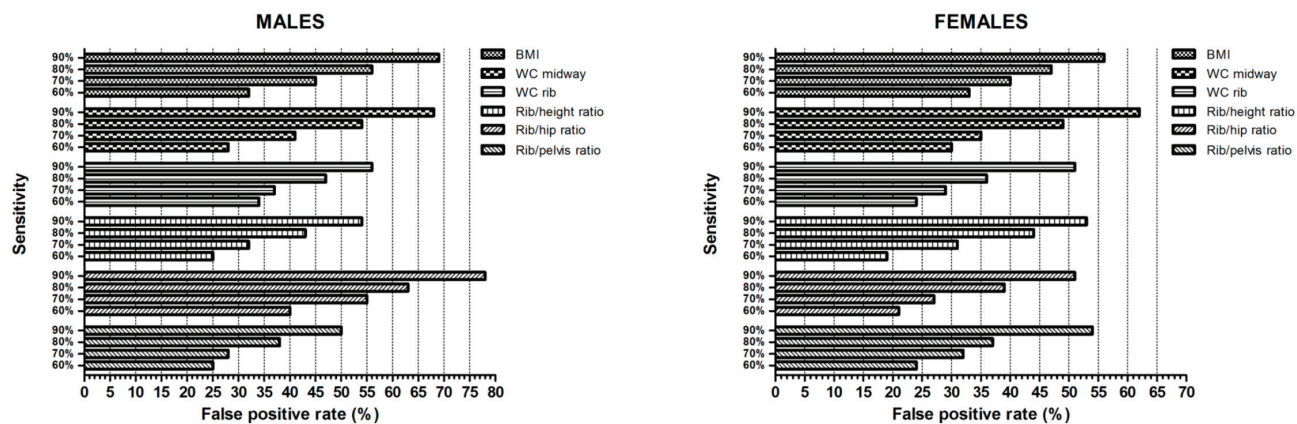 MALES
BMI
WC midway
WC rib
Rib/height ratio
Rib/hip ratio
Rib/pelvis ratio
Sensitivity
90%
80%
70%
60%
90%
80%
70%
60%
90%
80%
70%
60%
90%
80%
70%
60%
90%
80%
70%
60%
90%
80%
70%
60%
0 5 10 15 20 25 30 35 40 45 50 55 60 65 70 75 80
False positive rate (%)
FEMALES
BMI
WC midway
WC rib
Rib/height ratio
Rib/hip ratio
Rib/pelvis ratio
Sensitivity
90%
80%
70%
60%
90%
80%
70%
60%
90%
80%
70%
60%
90%
80%
70%
60%
90%
80%
70%
60%
90%
80%
70%
60%
0 5 10 15 20 25 30 35 40 45 50 55 60 65 70
False positive rate (%)